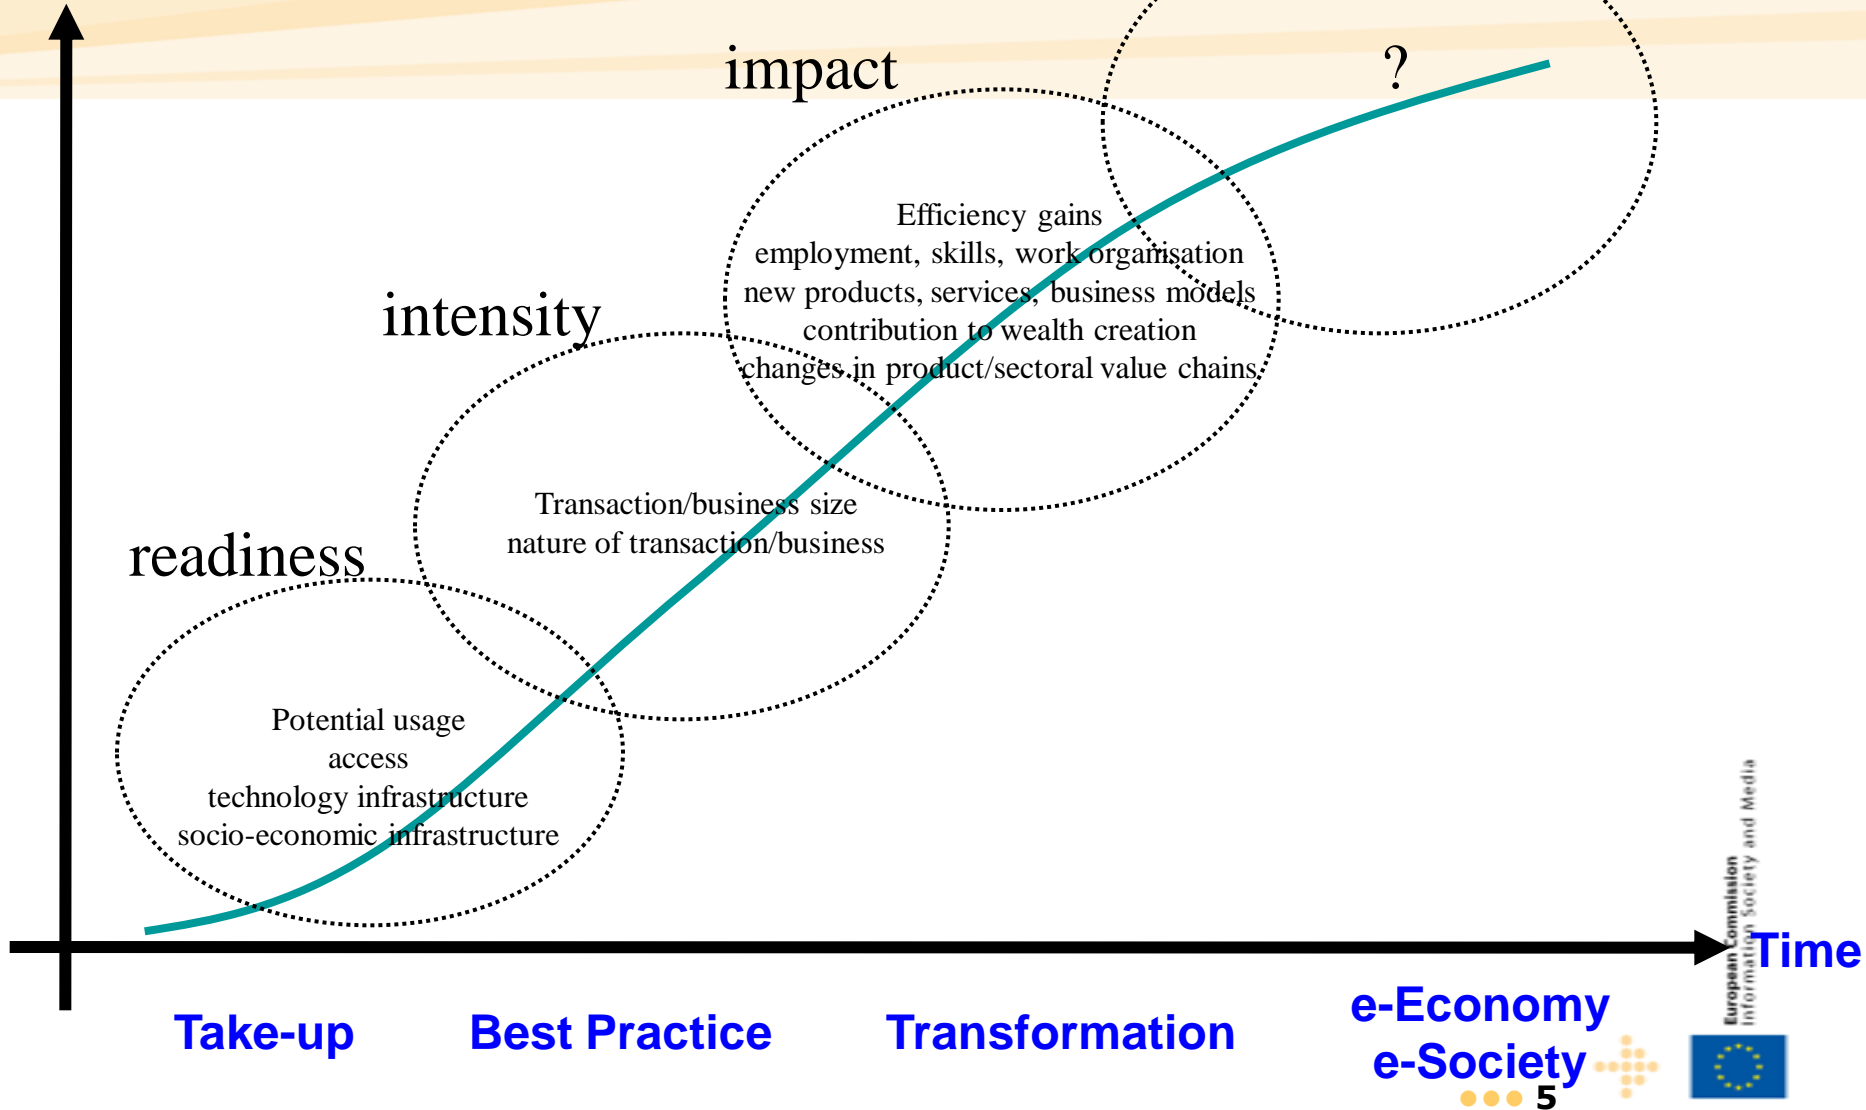 impact
?
Efficiency gains
employment, skills, work organisation
new products, services, business models
contribution to wealth creation
changes in product/sectoral value chains
intensity
Transaction/business size
nature of transaction/business
readiness
Potential usage
access
technology infrastructure
socio-economic infrastructure
Time
Take-up
Best Practice
Transformation
e-Economy
e-Society
European Commission
Information Society and Media
5